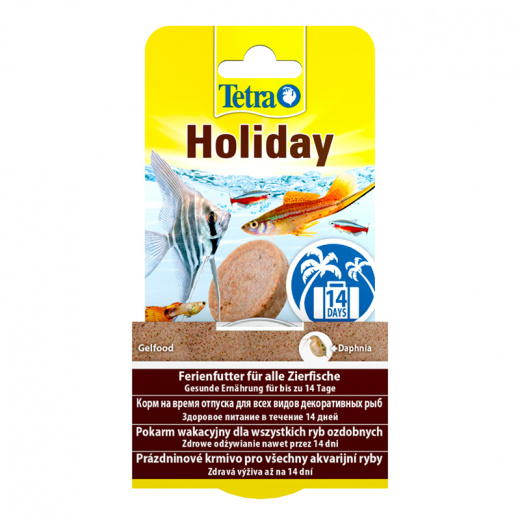 Tetra
Holiday
14
DAYS
Gelfood
+Daphnia
Ferienfutter für alle Zierfische
Gesunde Ernährung für bis zu 14 Tage
Корм на время отпуска для всех видов декоративных рыб
Здоровое питание в течение 14 дней
Pokarm wakacyjny dla wszystkich ryb ozdobnych
Zdrowe odżywianie nawet przez 14 dni
Prázdninové krmivo pro všechny akvarijní ryby
Zdravá výživa až na 14 dní